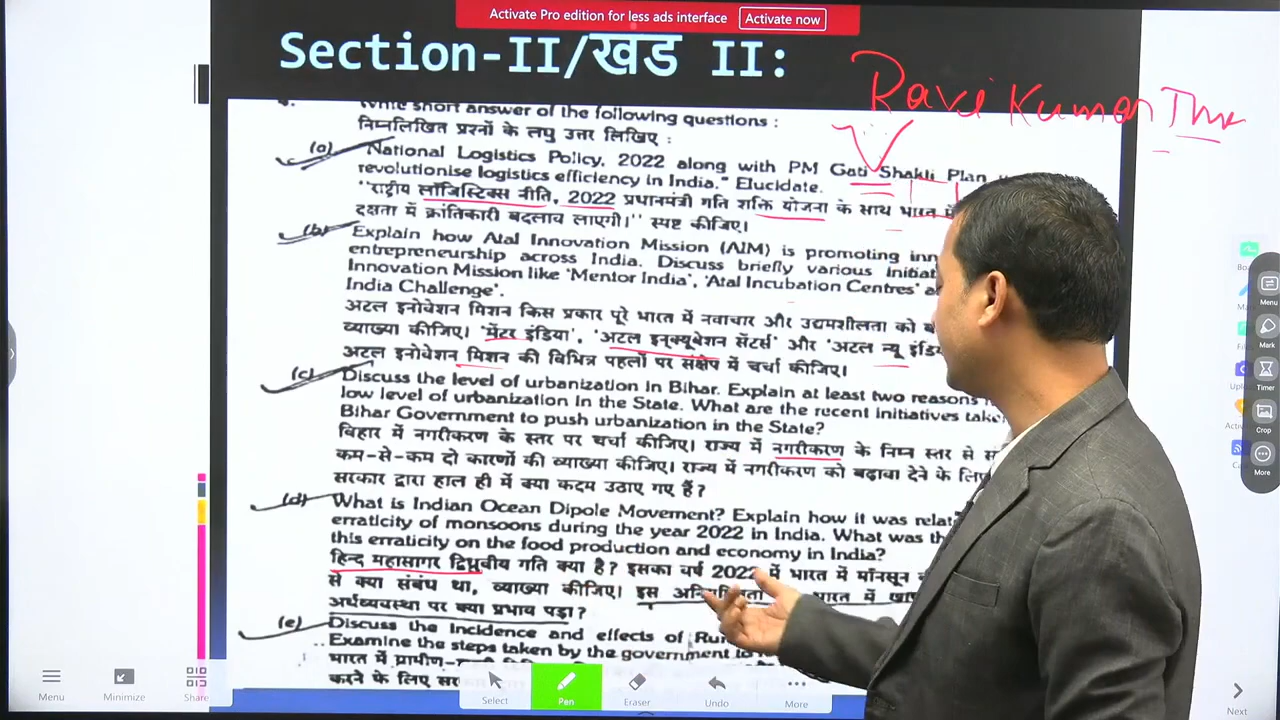 Activate Pro edition for less ads interface
Activate now
Section-II/खंड II:
Ravi Kumar
Write short answer of the following questions :
निम्नलिखित प्रश्नों के लघु उत्तर लिखिए :
(a) National Logistics Policy, 2022 along with PM Gati Shakti Plan
revolutionise logistics efficiency in India." Elucidate.
"राष्ट्रीय लॉजिस्टिक्स नीति, 2022 प्रधानमंत्री गति शक्ति योजना के साथ भारत में
दक्षता में क्रांतिकारी बदलाव लाएगी।" स्पष्ट कीजिए।
(b) Explain how Atal Innovation Mission (AIM) is promoting
entrepreneurship across India. Discuss briefly various
Innovation Mission like 'Mentor India', 'Atal Incubation Centres'
India Challenge'.
अटल इनोवेशन मिशन किस प्रकार पूरे भारत में नवाचार और उद्यमशीलता को
व्याख्या कीजिए। 'मेंटर इंडिया', 'अटल इन्क्यूबेशन सेंटर्स' और 'अटल न्यू
अटल इनोवेशन मिशन की विभिन्न पहलों पर संक्षेप में चर्चा कीजिए।
(c) Discuss the level of urbanization in Bihar. Explain at least two reasons
low level of urbanization in the State. What are the recent initiatives
Bihar Government to push urbanization in the State?
बिहार में नगरीकरण के स्तर पर चर्चा कीजिए। राज्य में नगरीकरण के निम्न स्तर से
कम-से-कम दो कारणों की व्याख्या कीजिए। राज्य में नगरीकरण को बढ़ावा देने के लिए
सरकार द्वारा हाल ही में क्या कदम उठाए गए हैं?
(d) What is Indian Ocean Dipole Movement? Explain how it was
erraticity of monsoons during the year 2022 in India. What was
this erraticity on the food production and economy in India?
हिन्द महासागर द्विध्रुवीय गति क्या है? इसका वर्ष 2022 में भारत में मॉनसून
से क्या संबंध था, व्याख्या कीजिए। इस भारत में
अर्थव्यवस्था पर क्या प्रभाव पड़ा?
(e) Discuss the incidence and effects of
Examine the steps taken by the government to
भारत में ग्रामीण-
करने के लिए
Menu
Minimize
Share
Select
Pen
Eraser
Undo
More
Menu
Mark
Timer
Crop
More
Next